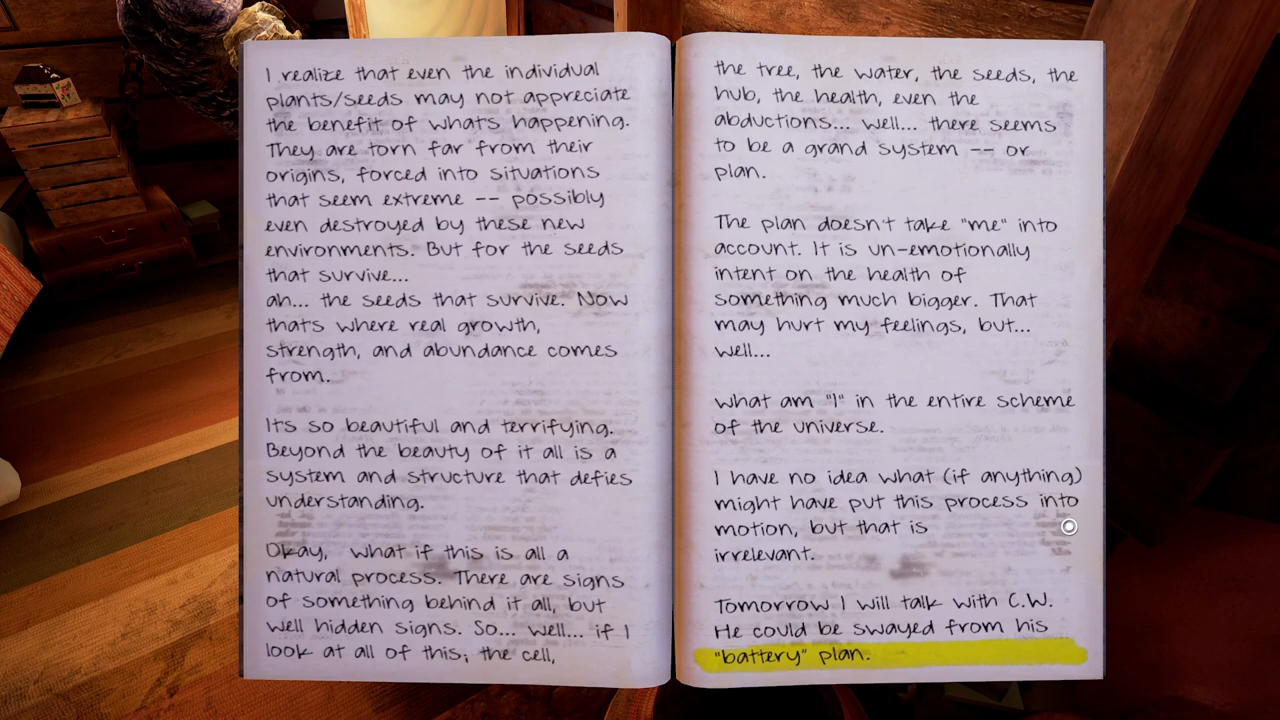 I realize that even the individual
plants/seeds may not appreciate
the benefit of whats happening.
They are torn far from their
origins, forced into situations
that seem extreme -- possibly
even destroyed by these new
environments. But for the seeds
that survive...
ah... the seeds that survive. Now
thats where real growth,
strength, and abundance comes
from.
Its so beautiful and terrifying.
Beyond the beauty of it all is a
system and structure that defies
understanding.
Okay, what if this is all a
natural process. There are signs
of something behind it all, but
well hidden signs. So... well... if I
look at all of this; the cell,
the tree, the water, the seeds, the
hub, the health, even the
abductions... well... there seems
to be a grand system -- or
plan.
The plan doesn't take "me" into
account. It is un-emotionally
intent on the health of
something much bigger. That
may hurt my feelings, but...
well...
what am "I" in the entire scheme
of the universe.
I have no idea what (if anything)
might have put this process into
motion, but that is
irrelevant.
Tomorrow I will talk with C.W.
He could be swayed from his
"battery" plan.